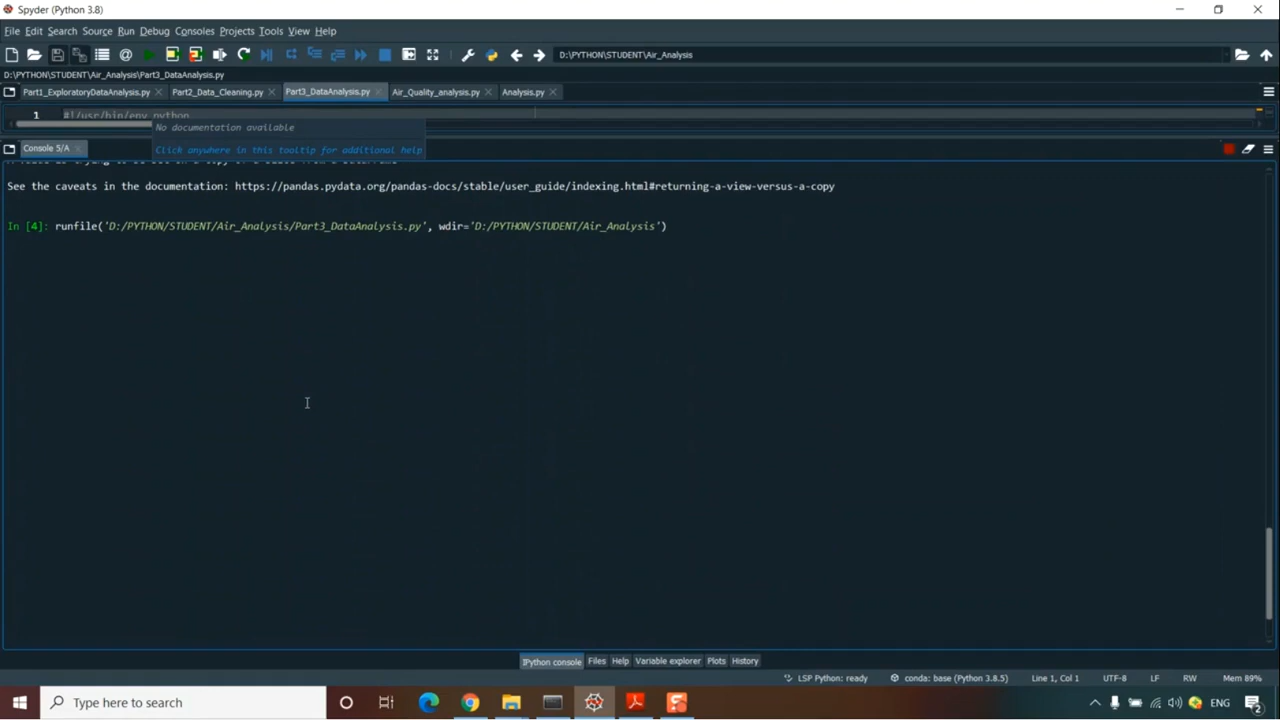 Spyder (Python 3.8)
File Edit Search Source Run Debug Consoles Projects Tools View Help
D:\PYTHON\STUDENT\Air_Analysis
D:\PYTHON\STUDENT\Air_Analysis\Part3_DataAnalysis.py
Part1_ExploratoryDataAnalysis.py Part2_Data_Cleaning.py Part3_DataAnalysis.py Air_Quality_analysis.py Analysis.py
1 #!/usr/bin/env python
No documentation available
Click anywhere in this tooltip for additional help
Console 5/A
See the caveats in the documentation: https://pandas.pydata.org/pandas-docs/stable/user_guide/indexing.html#returning-a-view-versus-a-copy
In [4]: runfile('D:/PYTHON/STUDENT/Air_Analysis/Part3_DataAnalysis.py', wdir='D:/PYTHON/STUDENT/Air_Analysis')
IPython console Files Help Variable explorer Plots History
LSP Python: ready conda: base (Python 3.8.5) Line 1, Col 1 UTF-8 LF RW Mem 89%
Type here to search
ENG
2